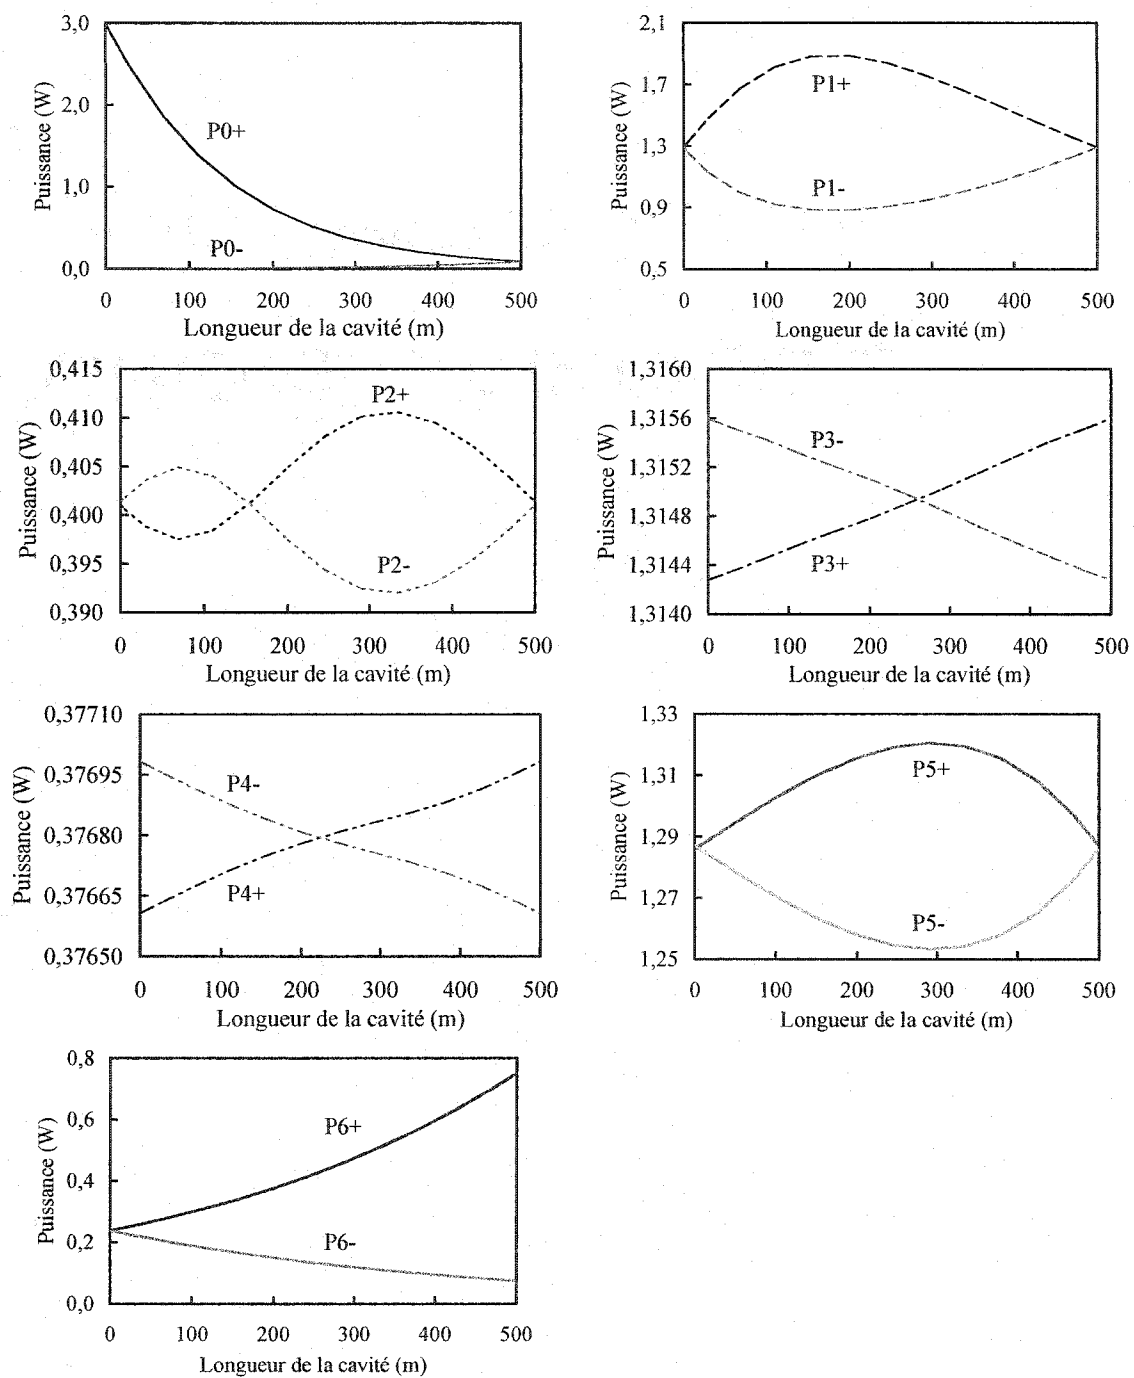 3,0
2,0
1,0
0,0
Puissance (W)
P0+
P0-
0 100 200 300 400 500
Longueur de la cavité (m)
2,1
1,7
1,3
0,9
0,5
Puissance (W)
P1+
P1-
0 100 200 300 400 500
Longueur de la cavité (m)
0,415
0,410
0,405
0,400
0,395
0,390
Puissance (W)
P2+
P2-
0 100 200 300 400 500
Longueur de la cavité (m)
1,3160
1,3156
1,3152
1,3148
1,3144
1,3140
Puissance (W)
P3-
P3+
0 100 200 300 400 500
Longueur de la cavité (m)
0,37710
0,37695
0,37680
0,37665
0,37650
Puissance (W)
P4-
P4+
0 100 200 300 400 500
Longueur de la cavité (m)
1,33
1,31
1,29
1,27
1,25
Puissance (W)
P5+
P5-
0 100 200 300 400 500
Longueur de la cavité (m)
0,8
0,6
0,4
0,2
0,0
Puissance (W)
P6+
P6-
0 100 200 300 400 500
Longueur de la cavité (m)